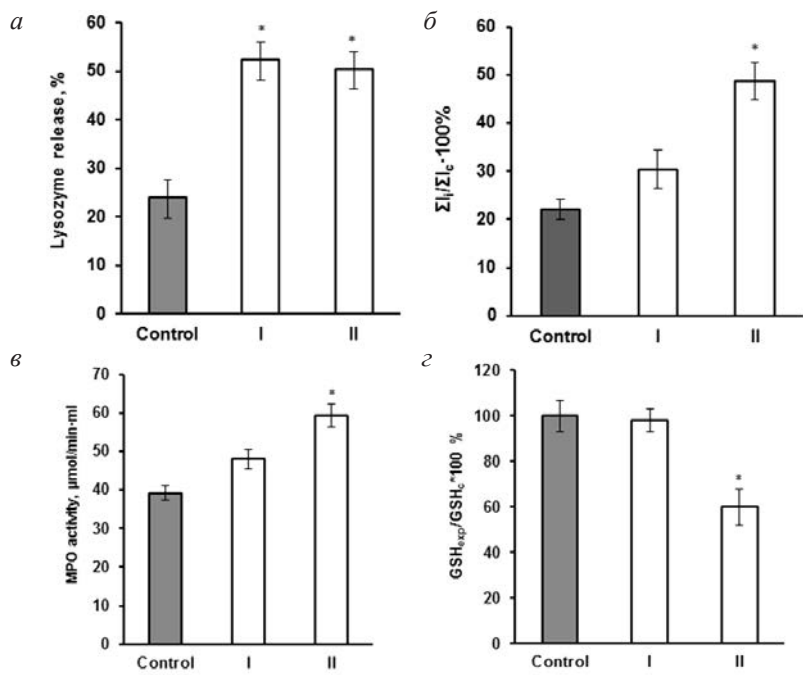 а
Lysozyme release, %
60
50
40
30
20
10
0
*
*
Control I II
б
ΣIᵢ/ΣI꜀·100%
60
50
40
30
20
10
0
*
Control I II
в
MPO activity, μmol/min·ml
70
60
50
40
30
20
10
0
*
Control I II
г
GSHexp/GSHc*100 %
120
100
80
60
40
20
0
*
Control I II